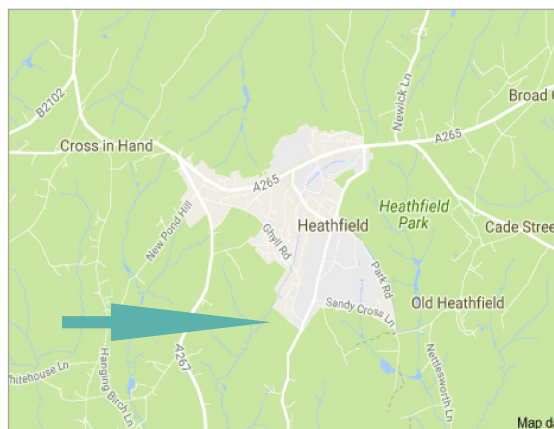 Newick Ln
B2102
Broad
A265
Cross in Hand
A265
Heathfield
Park
New Pond Hill
Heathfield
Ghyll Rd
Cade Stree
Park Rd
Old Heathfield
Sandy Cross Ln
A267
Hanging Birch Ln
Whitehouse Ln
Nettlesworth Ln
Map da